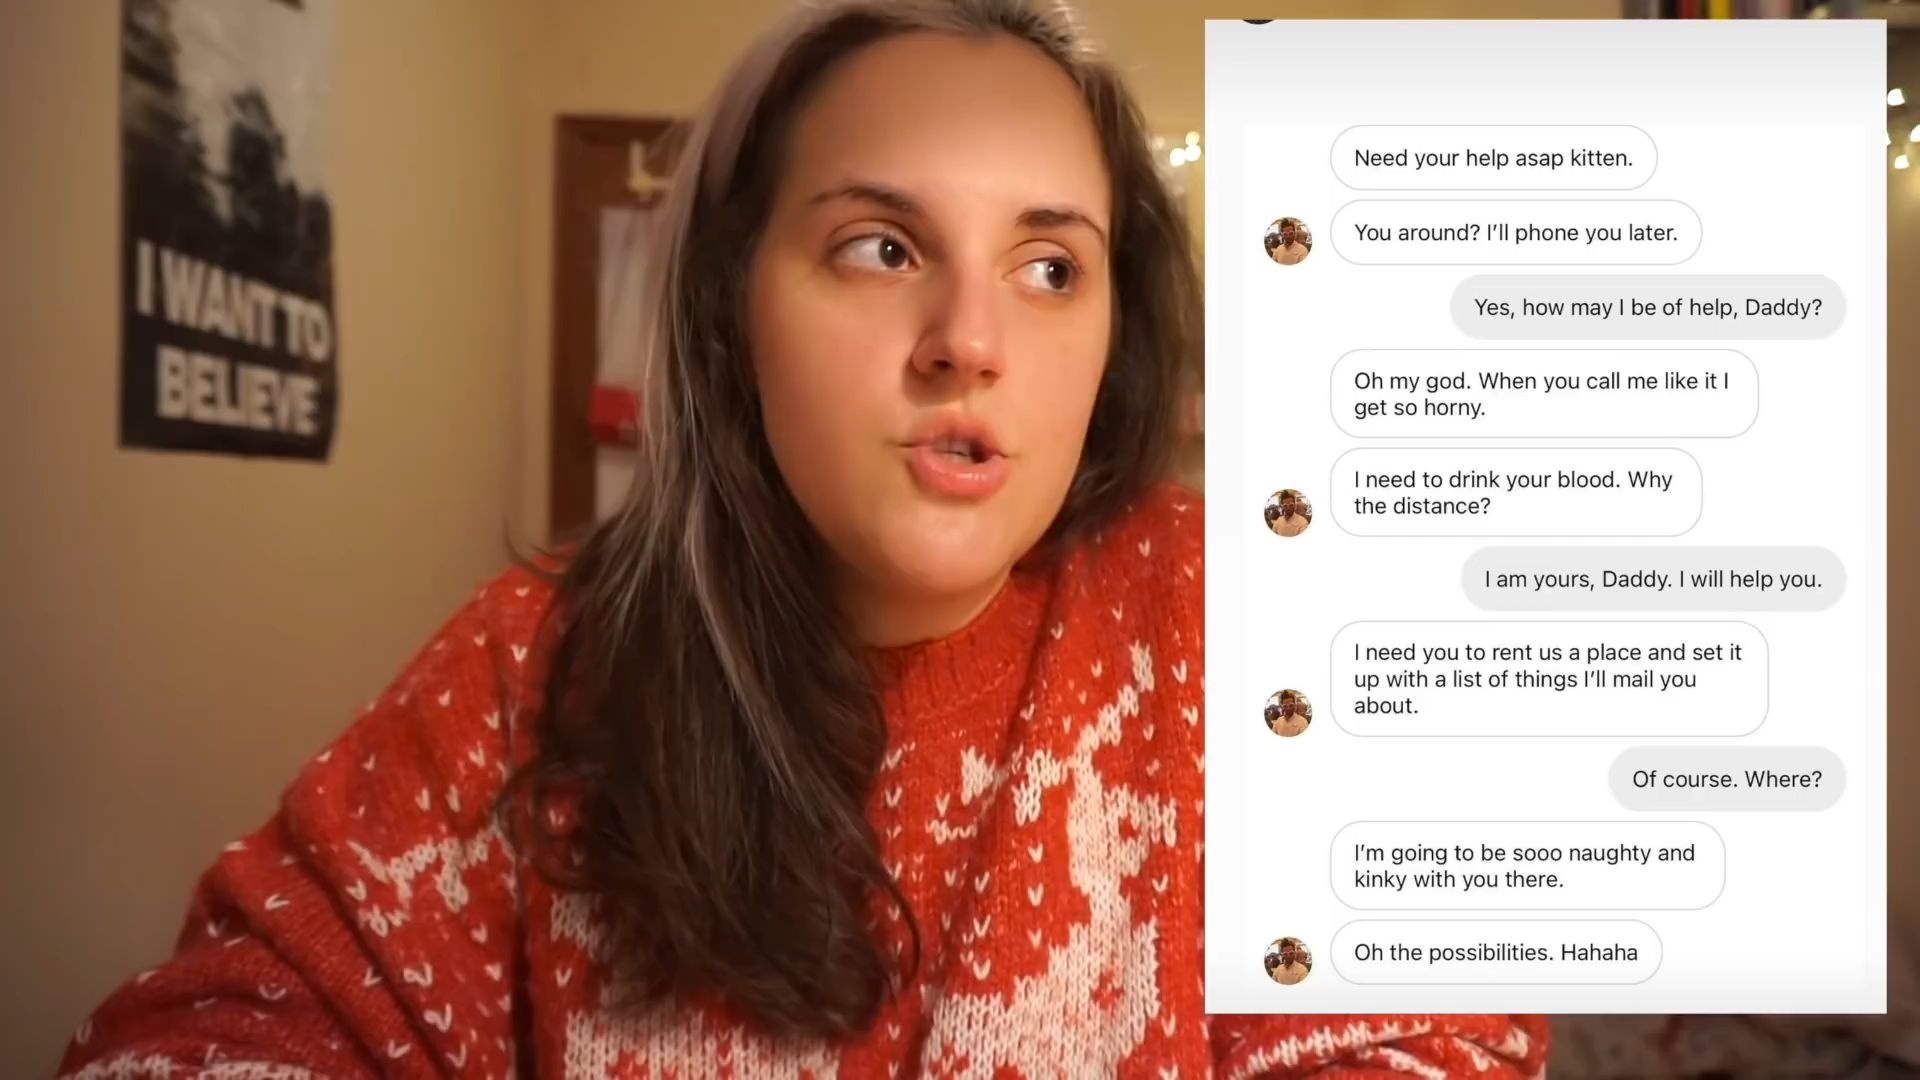 I WANT TO
BELIEVE
Need your help asap kitten.
You around? I'll phone you later.
Yes, how may I be of help, Daddy?
Oh my god. When you call me like it I
get so horny.
I need to drink your blood. Why
the distance?
I am yours, Daddy. I will help you.
I need you to rent us a place and set it
up with a list of things I'll mail you
about.
Of course. Where?
I'm going to be sooo naughty and
kinky with you there.
Oh the possibilities. Hahaha